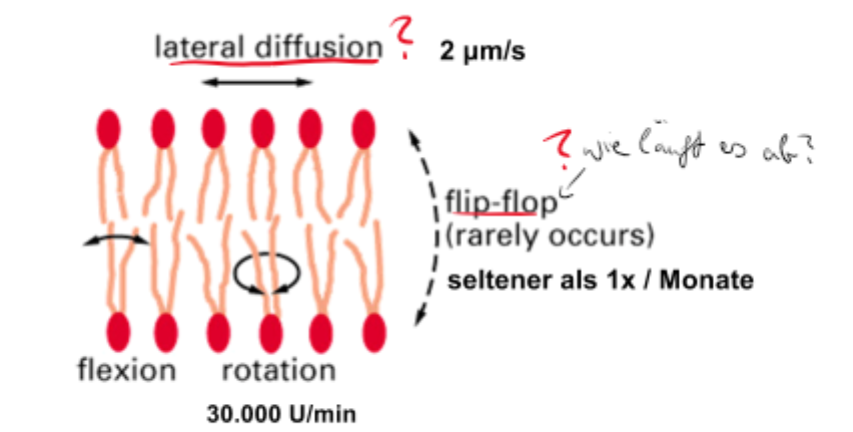 lateral diffusion ?
2 µm/s
? wie läuft es ab?
flip-flop
(rarely occurs)
seltener als 1x / Monate
flexion
rotation
30.000 U/min